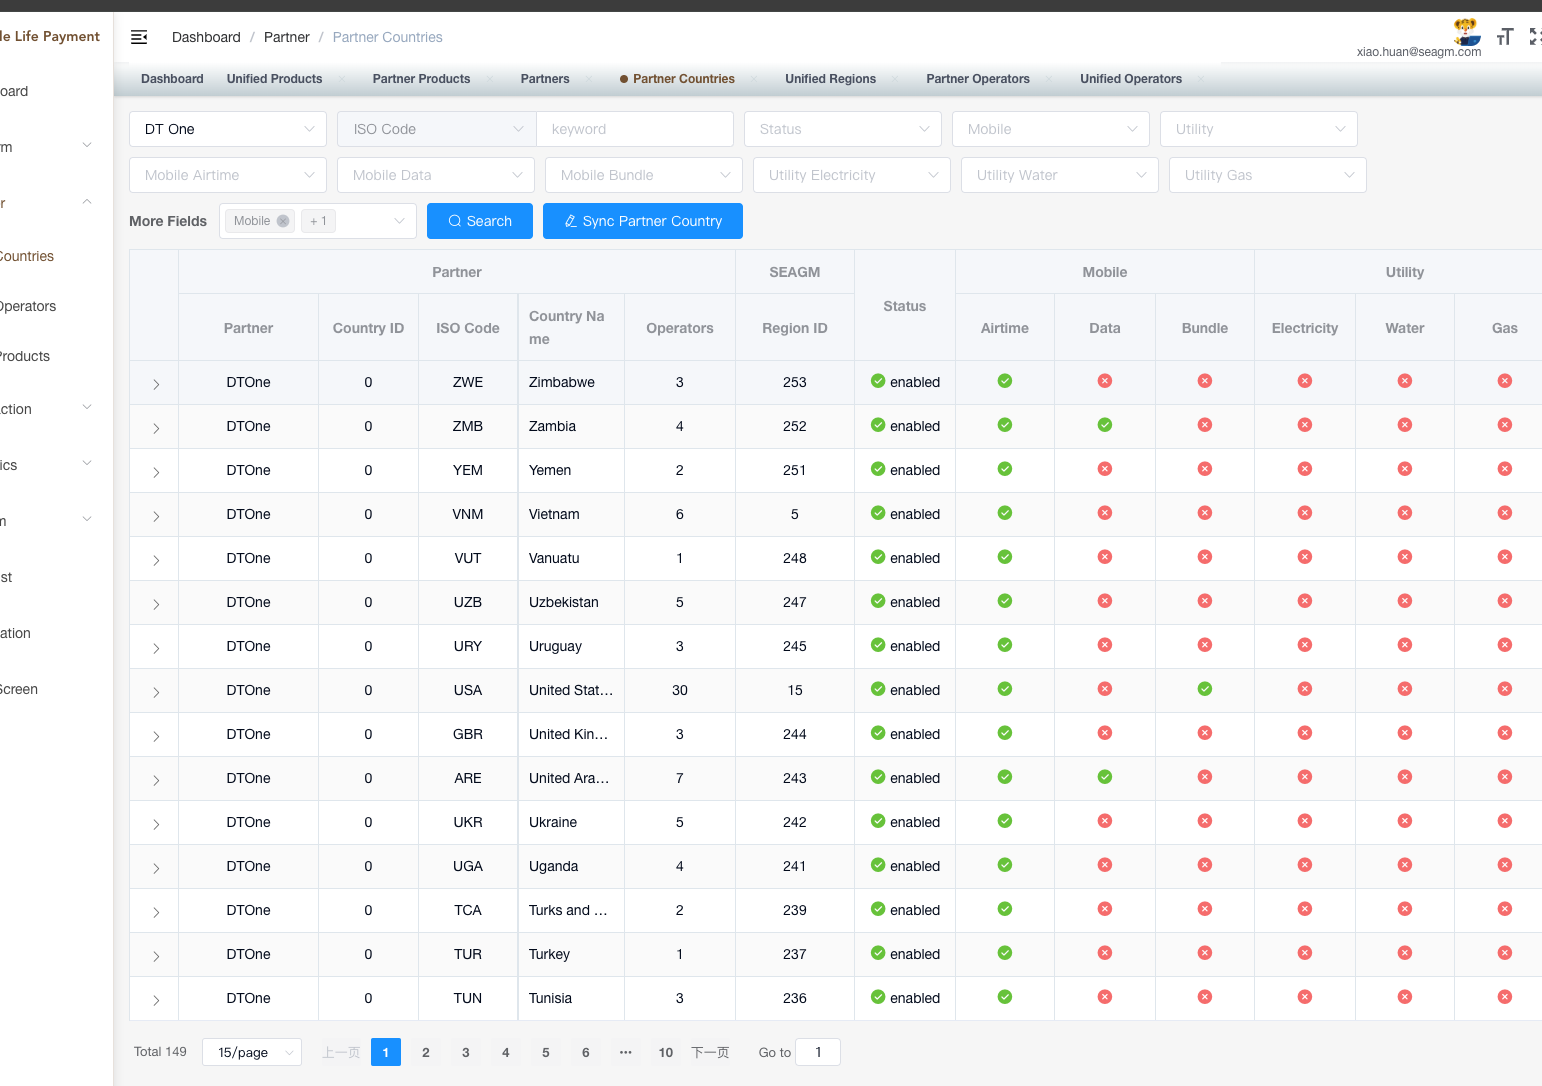 le Life Payment
Dashboard / Partner / Partner Countries
xiao.huan@seagm.com
Dashboard Unified Products Partner Products Partners Partner Countries Unified Regions Partner Operators Unified Operators
oard
rm
r
Countries
Operators
Products
ction
ics
m
st
ation
Screen
DT One ISO Code keyword Status Mobile Utility
Mobile Airtime Mobile Data Mobile Bundle Utility Electricity Utility Water Utility Gas
More Fields Mobile + 1 Search Sync Partner Country
Partner SEAGM Status Mobile Utility
Partner Country ID ISO Code Country Na
me Operators Region ID Airtime Data Bundle Electricity Water Gas
DTOne 0 ZWE Zimbabwe 3 253 enabled
DTOne 0 ZMB Zambia 4 252 enabled
DTOne 0 YEM Yemen 2 251 enabled
DTOne 0 VNM Vietnam 6 5 enabled
DTOne 0 VUT Vanuatu 1 248 enabled
DTOne 0 UZB Uzbekistan 5 247 enabled
DTOne 0 URY Uruguay 3 245 enabled
DTOne 0 USA United Stat... 30 15 enabled
DTOne 0 GBR United Kin... 3 244 enabled
DTOne 0 ARE United Ara... 7 243 enabled
DTOne 0 UKR Ukraine 5 242 enabled
DTOne 0 UGA Uganda 4 241 enabled
DTOne 0 TCA Turks and ... 2 239 enabled
DTOne 0 TUR Turkey 1 237 enabled
DTOne 0 TUN Tunisia 3 236 enabled
Total 149 15/page 上一页 1 2 3 4 5 6 ··· 10 下一页 Go to 1